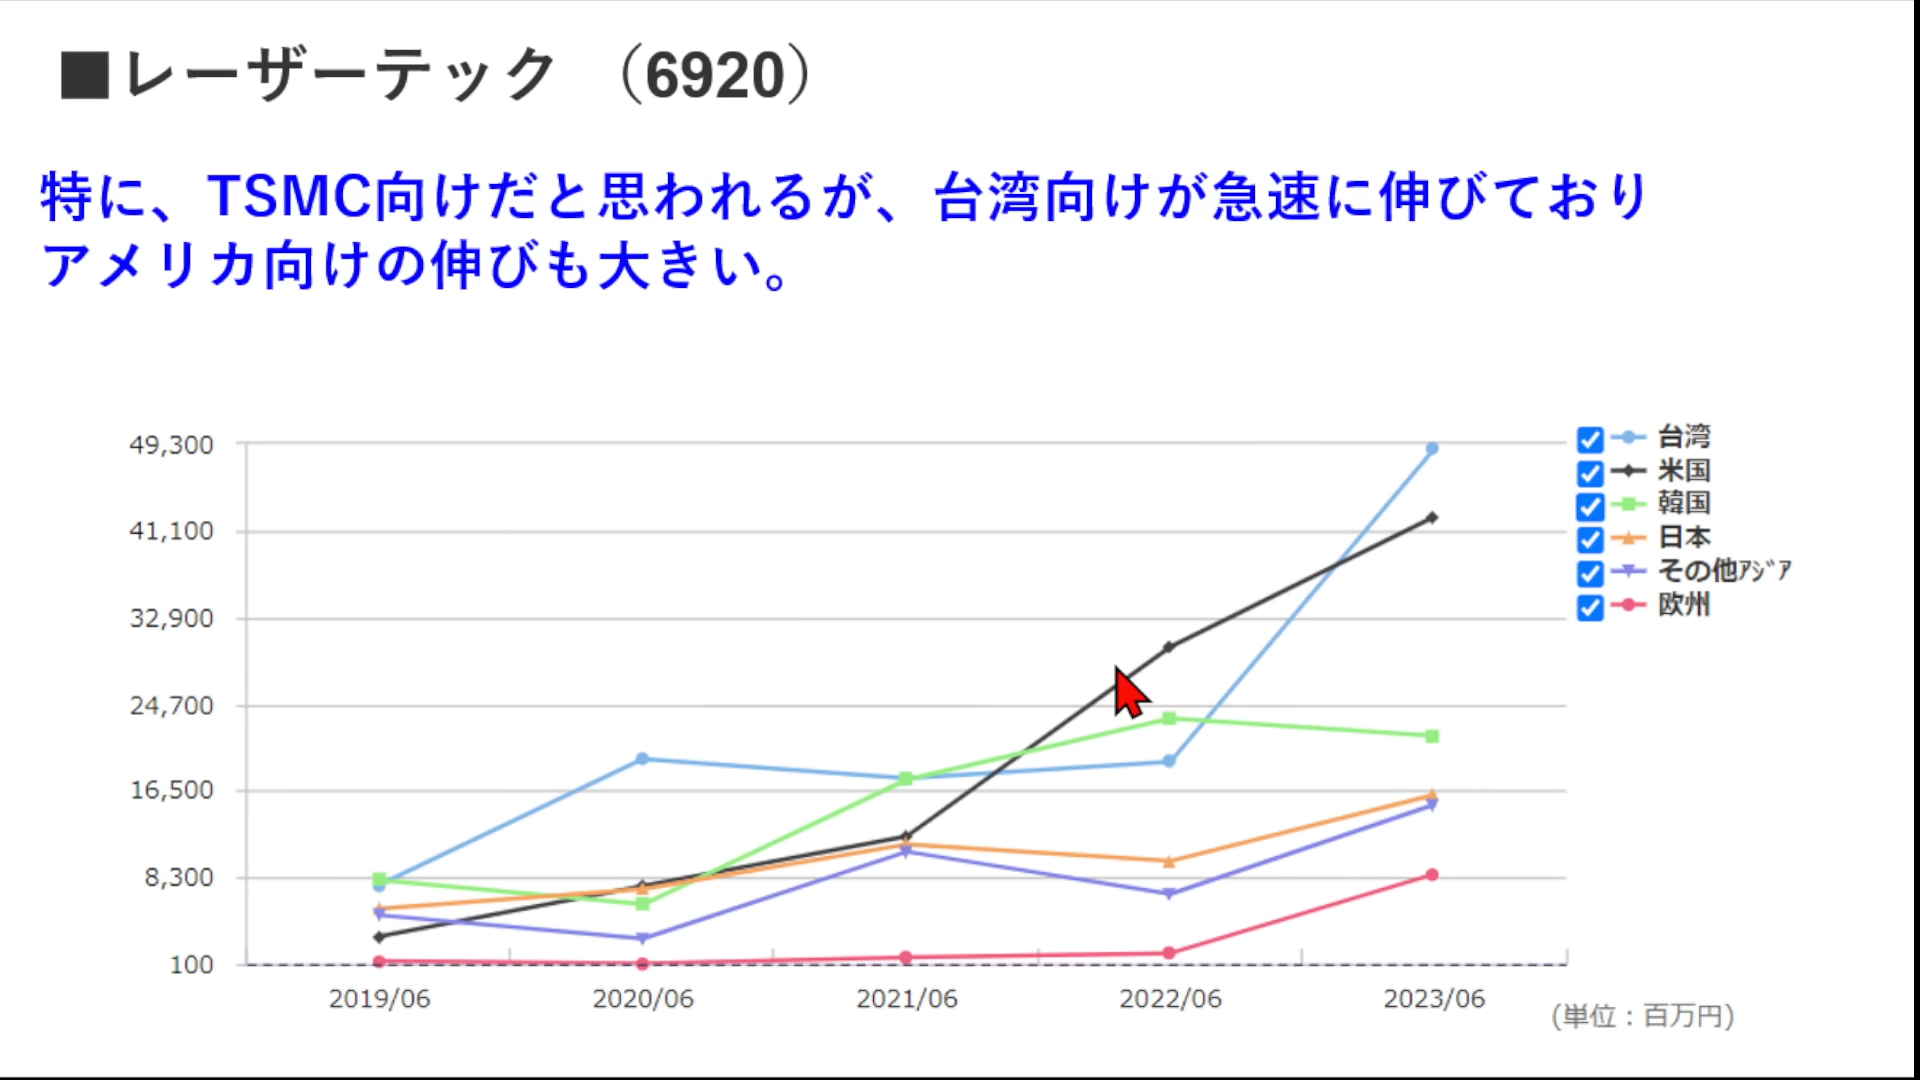 ■レーザーテック （6920）
特に、TSMC向けだと思われるが、台湾向けが急速に伸びており
アメリカ向けの伸びも大きい。
49,300
41,100
32,900
24,700
16,500
8,300
100
2019/06
2020/06
2021/06
2022/06
2023/06
台湾
米国
韓国
日本
その他ｱｼﾞｱ
欧州
(単位：百万円)